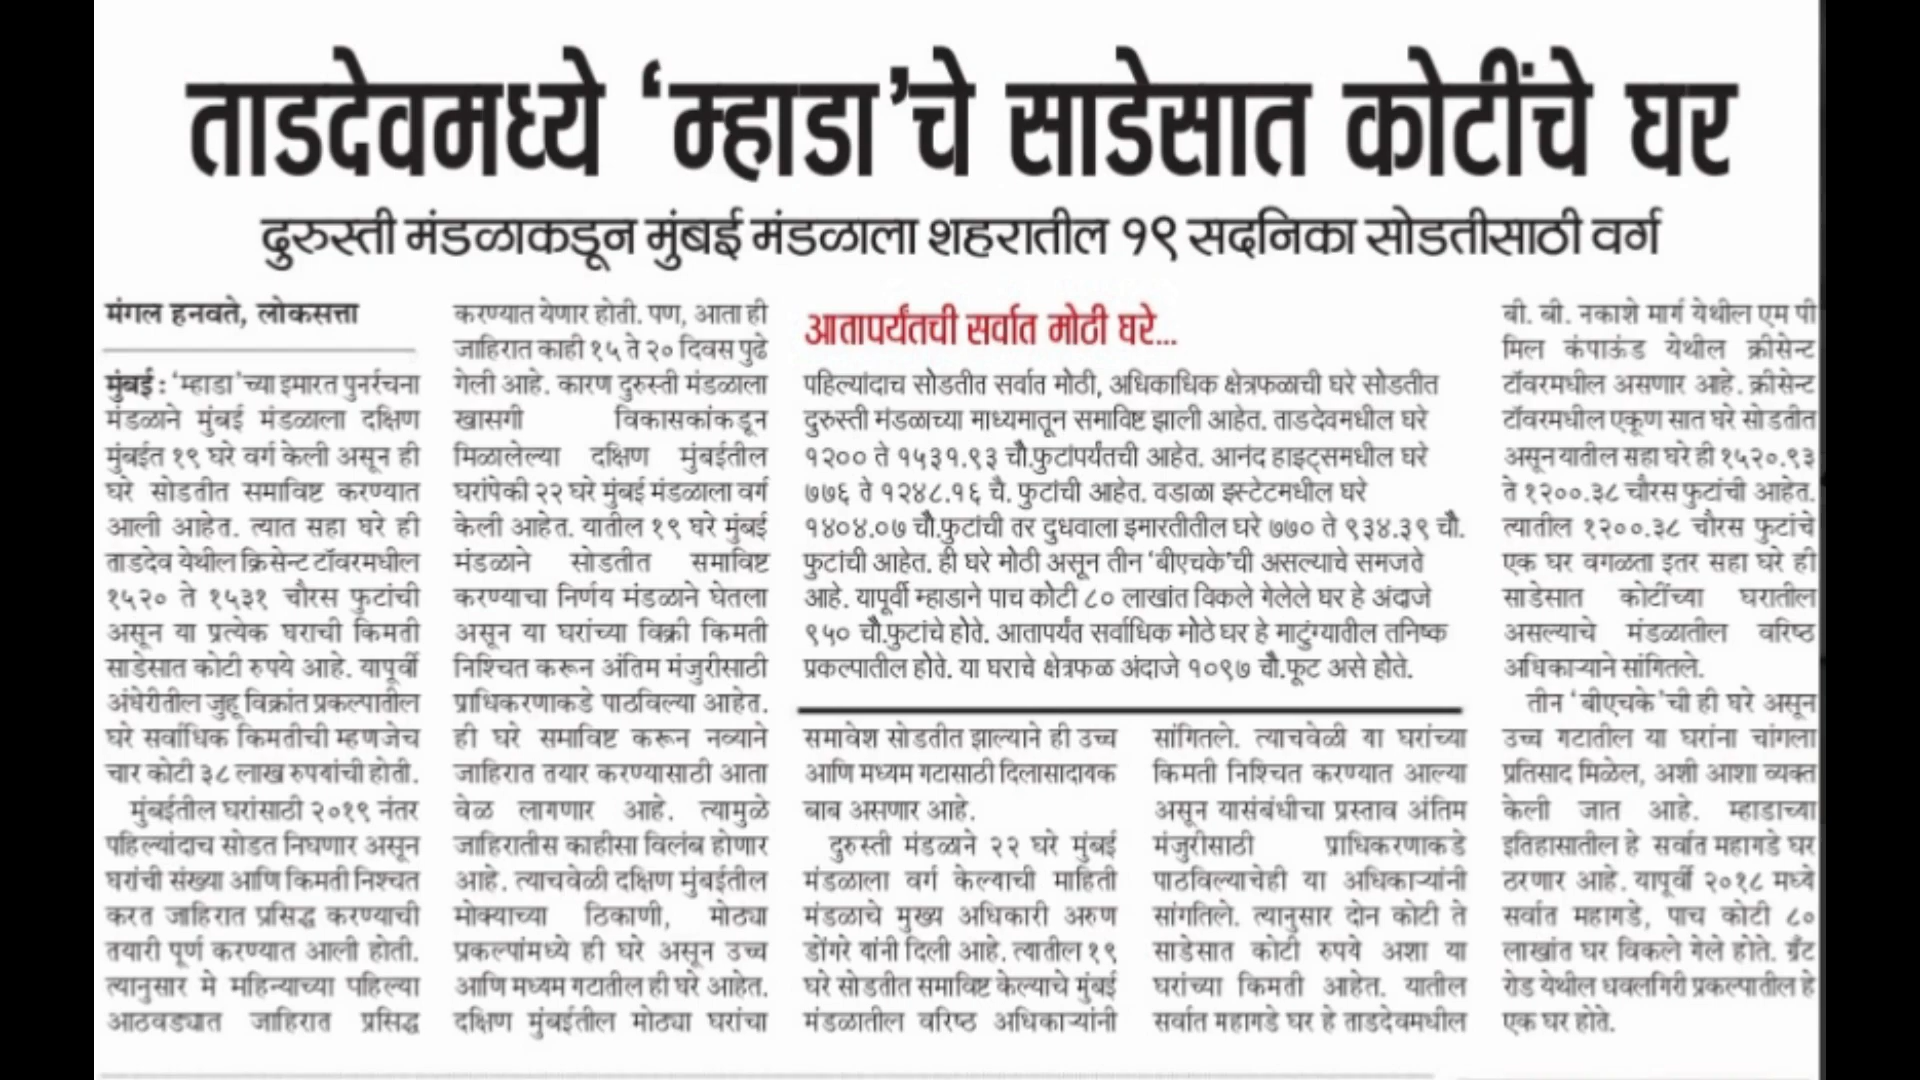 ताडदेवमध्ये ‘म्हाडा’चे साडेसात कोटींचे घर
दुरुस्ती मंडळाकडून मुंबई मंडळाला शहरातील १९ सदनिका सोडतीसाठी वर्ग
मंगल हनवते, लोकसत्ता
मुंबई : ‘म्हाडा’च्या इमारत पुनर्रचना
मंडळाने मुंबई मंडळाला दक्षिण
मुंबईत १९ घरे वर्ग केली असून ही
घरे सोडतीत समाविष्ट करण्यात
आली आहेत. त्यात सहा घरे ही
ताडदेव येथील क्रिसेन्ट टॉवरमधील
१५२० ते १५३१ चौरस फुटांची
असून या प्रत्येक घराची किमती
साडेसात कोटी रुपये आहे. यापूर्वी
अंधेरीतील जुहू विक्रांत प्रकल्पातील
घरे सर्वाधिक किमतीची म्हणजेच
चार कोटी ३८ लाख रुपयांची होती.
मुंबईतील घरांसाठी २०१९ नंतर
पहिल्यांदाच सोडत निघणार असून
घरांची संख्या आणि किमती निश्चित
करत जाहिरात प्रसिद्ध करण्याची
तयारी पूर्ण करण्यात आली होती.
त्यानुसार मे महिन्याच्या पहिल्या
आठवड्यात जाहिरात प्रसिद्ध
करण्यात येणार होती. पण, आता ही
जाहिरात काही १५ ते २० दिवस पुढे
गेली आहे. कारण दुरुस्ती मंडळाला
खासगी विकासकांकडून
मिळालेल्या दक्षिण मुंबईतील
घरांपेकी २२ घरे मुंबई मंडळाला वर्ग
केली आहेत. यातील १९ घरे मुंबई
मंडळाने सोडतीत समाविष्ट
करण्याचा निर्णय मंडळाने घेतला
असून या घरांच्या विक्री किमती
निश्चित करून अंतिम मंजुरीसाठी
प्राधिकरणाकडे पाठविल्या आहेत.
ही घरे समाविष्ट करून नव्याने
जाहिरात तयार करण्यासाठी आता
वेळ लागणार आहे. त्यामुळे
जाहिरातीस काहीसा विलंब होणार
आहे. त्याचवेळी दक्षिण मुंबईतील
मोक्याच्या ठिकाणी, मोठ्या
प्रकल्पांमध्ये ही घरे असून उच्च
आणि मध्यम गटातील ही घरे आहेत.
दक्षिण मुंबईतील मोठ्या घरांचा
आतापर्यंतची सर्वात मोठी घरे...
पहिल्यांदाच सोडतीत सर्वात मोठी, अधिकाधिक क्षेत्रफळाची घरे सोडतीत
दुरुस्ती मंडळाच्या माध्यमातून समाविष्ट झाली आहेत. ताडदेवमधील घरे
१२०० ते १५३१.९३ चौ.फुटांपर्यंतची आहेत. आनंद हाइट्समधील घरे
७७६ ते १२४८.१६ चै. फुटांची आहेत. वडाळा इस्टेटमधील घरे
१४०४.०७ चौ.फुटांची तर दुधवाला इमारतीतील घरे ७७० ते ९३४.३९ चौ.
फुटांची आहेत. ही घरे मोठी असून तीन ‘बीएचके’ची असल्याचे समजते
आहे. यापूर्वी म्हाडाने पाच कोटी ८० लाखांत विकले गेलेले घर हे अंदाजे
९५० चौ.फुटांचे होते. आतापर्यंत सर्वाधिक मोठे घर हे माटुंग्यातील तनिष्क
प्रकल्पातील होते. या घराचे क्षेत्रफळ अंदाजे १०९७ चौ.फूट असे होते.
समावेश सोडतीत झाल्याने ही उच्च
आणि मध्यम गटासाठी दिलासादायक
बाब असणार आहे.
दुरुस्ती मंडळाने २२ घरे मुंबई
मंडळाला वर्ग केल्याची माहिती
मंडळाचे मुख्य अधिकारी अरुण
डोंगरे यांनी दिली आहे. त्यातील १९
घरे सोडतीत समाविष्ट केल्याचे मुंबई
मंडळातील वरिष्ठ अधिकाऱ्यांनी
सांगितले. त्याचवेळी या घरांच्या
किमती निश्चित करण्यात आल्या
असून यासंबंधीचा प्रस्ताव अंतिम
मंजुरीसाठी प्राधिकरणाकडे
पाठविल्याचेही या अधिकाऱ्यांनी
सांगतिले. त्यानुसार दोन कोटी ते
साडेसात कोटी रुपये अशा या
घरांच्या किमती आहेत. यातील
सर्वात महागडे घर हे ताडदेवमधील
बी. बी. नकाशे मार्ग येथील एम पी
मिल कंपाऊंड येथील क्रीसेन्ट
टॉवरमधील असणार आहे. क्रीसेन्ट
टॉवरमधील एकूण सात घरे सोडतीत
असून यातील सहा घरे ही १५२०.९३
ते १२००.३८ चौरस फुटांची आहेत.
त्यातील १२००.३८ चौरस फुटांचे
एक घर वगळता इतर सहा घरे ही
साडेसात कोटींच्या घरातील
असल्याचे मंडळातील वरिष्ठ
अधिकाऱ्याने सांगितले.
तीन ‘बीएचके’ची ही घरे असून
उच्च गटातील या घरांना चांगला
प्रतिसाद मिळेल, अशी आशा व्यक्त
केली जात आहे. म्हाडाच्या
इतिहासातील हे सर्वात महागडे घर
ठरणार आहे. यापूर्वी २०१८ मध्ये
सर्वात महागडे, पाच कोटी ८०
लाखांत घर विकले गेले होते. ग्रँट
रोड येथील धवलगिरी प्रकल्पातील हे
एक घर होते.